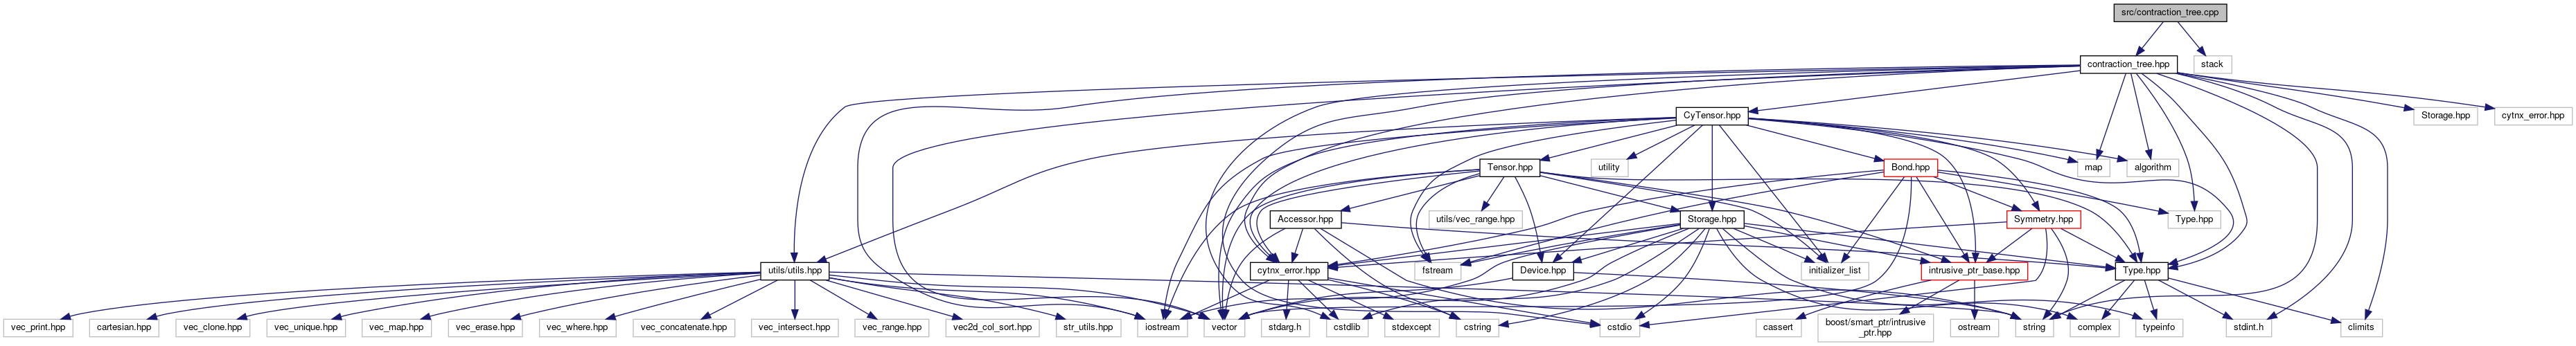 src/contraction_tree.cpp
contraction_tree.hpp
stack
CyTensor.hpp
Storage.hpp
cytnx_error.hpp
Tensor.hpp
utility
Bond.hpp
map
algorithm
Accessor.hpp
utils/vec_range.hpp
Storage.hpp
Symmetry.hpp
Type.hpp
utils/utils.hpp
cytnx_error.hpp
fstream
Device.hpp
initializer_list
intrusive_ptr_base.hpp
Type.hpp
vec_print.hpp
cartesian.hpp
vec_clone.hpp
vec_unique.hpp
vec_map.hpp
vec_erase.hpp
vec_where.hpp
vec_concatenate.hpp
vec_intersect.hpp
vec_range.hpp
vec2d_col_sort.hpp
str_utils.hpp
iostream
vector
stdarg.h
cstdlib
stdexcept
cstring
cstdio
cassert
boost/smart_ptr/intrusive
_ptr.hpp
ostream
string
complex
typeinfo
stdint.h
climits